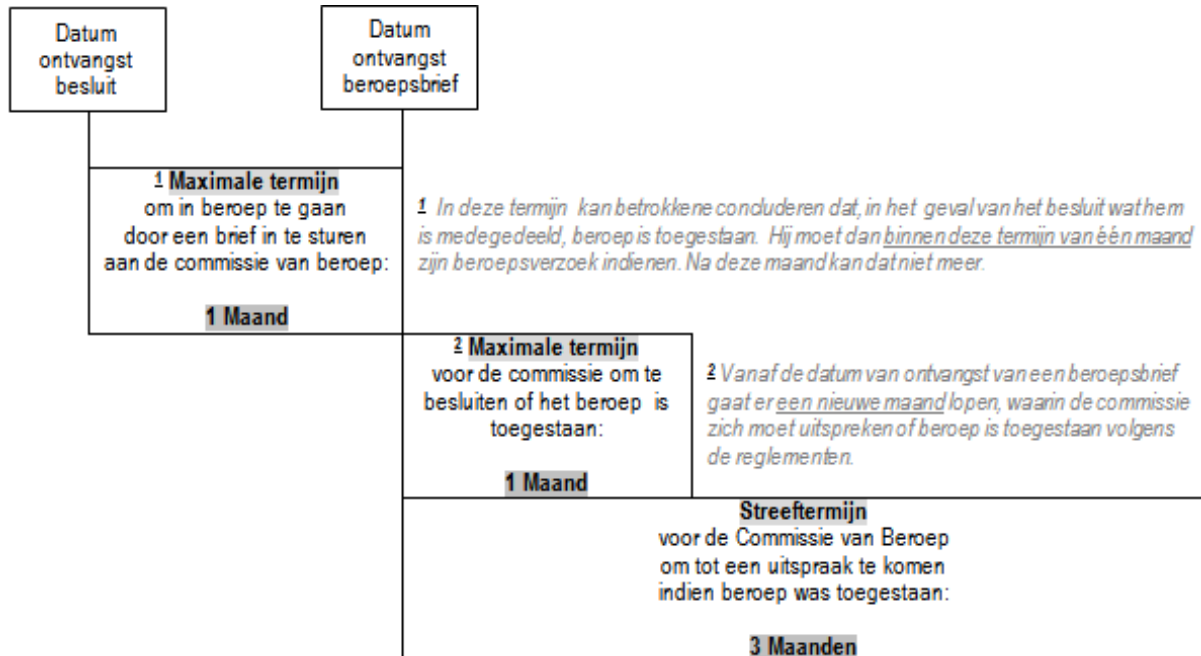 Datum
ontvangst
besluit
Datum
ontvangst
beroepsbrief
1 Maximale termijn
om in beroep te gaan
door een brief in te sturen
aan de commissie van beroep:
1 Maand
1 In deze termijn kan betrokkene concluderen dat, in het geval van het besluit wat hem
is medegedeeld, beroep is toegestaan. Hij moet dan binnen deze termijn van één maand
zijn beroepsverzoek indienen. Na deze maand kan dat niet meer.
2 Maximale termijn
voor de commissie om te
besluiten of het beroep is
toegestaan:
1 Maand
2 Vanaf de datum van ontvangst van een beroepsbrief
gaat er een nieuwe maand lopen, waarin de commissie
zich moet uitspreken of beroep is toegestaan volgens
de reglementen.
Streeftermijn
voor de Commissie van Beroep
om tot een uitspraak te komen
indien beroep was toegestaan:
3 Maanden